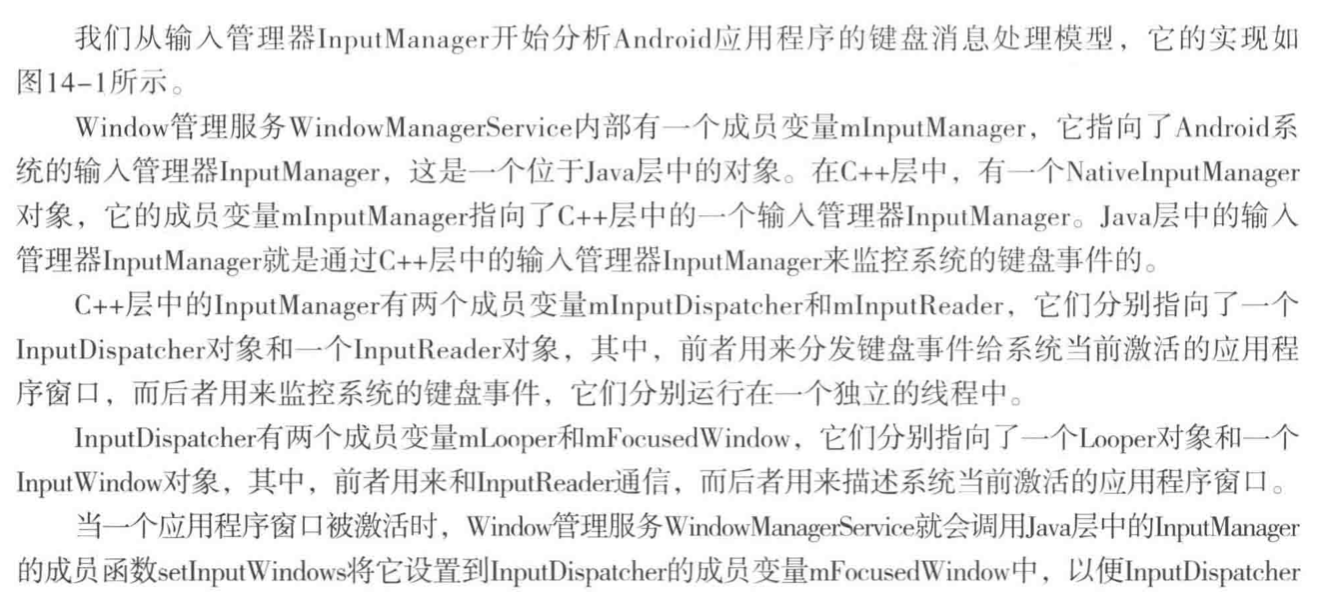 我们从输入管理器InputManager开始分析Android应用程序的键盘消息处理模型，它的实现如
图14-1所示。
Window管理服务WindowManagerService内部有一个成员变量mInputManager，它指向了Android系
统的输入管理器InputManager，这是一个位于Java层中的对象。在C++层中，有一个NativeInputManager
对象，它的成员变量mInputManager指向了C++层中的一个输入管理器InputManager。Java层中的输入
管理器InputManager就是通过C++层中的输入管理器InputManager来监控系统的键盘事件的。
C++层中的InputManager有两个成员变量mInputDispatcher和mInputReader，它们分别指向了一个
InputDispatcher对象和一个InputReader对象，其中，前者用来分发键盘事件给系统当前激活的应用程
序窗口，而后者用来监控系统的键盘事件，它们分别运行在一个独立的线程中。
InputDispatcher有两个成员变量mLooper和mFocusedWindow，它们分别指向了一个Looper对象和一个
InputWindow对象，其中，前者用来和InputReader通信，而后者用来描述系统当前激活的应用程序窗口。
当一个应用程序窗口被激活时，Window管理服务WindowManagerService就会调用Java层中的InputManager
的成员函数setInputWindows将它设置到InputDispatcher的成员变量mFocusedWindow中，以便InputDispatcher